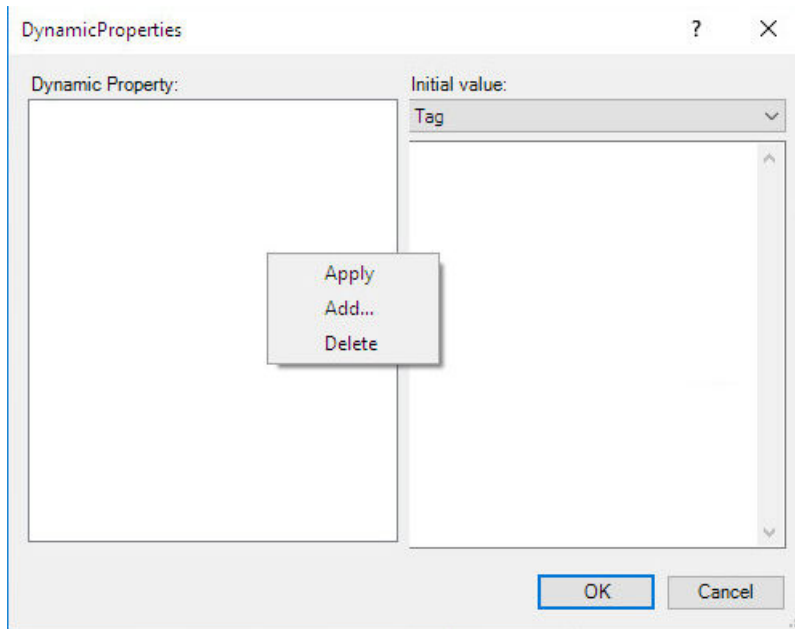 DynamicProperties
Dynamic Property:
Initial value:
Tag
Apply
Add...
Delete
OK
Cancel